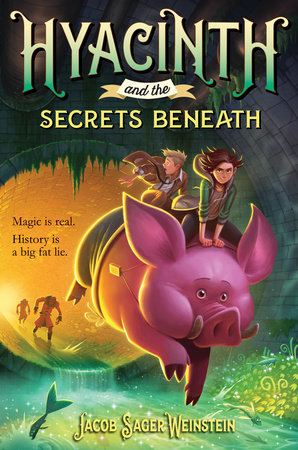 HYACINTH
and the
SECRETS BENEATH
Magic is real.
History is
a big fat lie.
JACOB SAGER WEINSTEIN